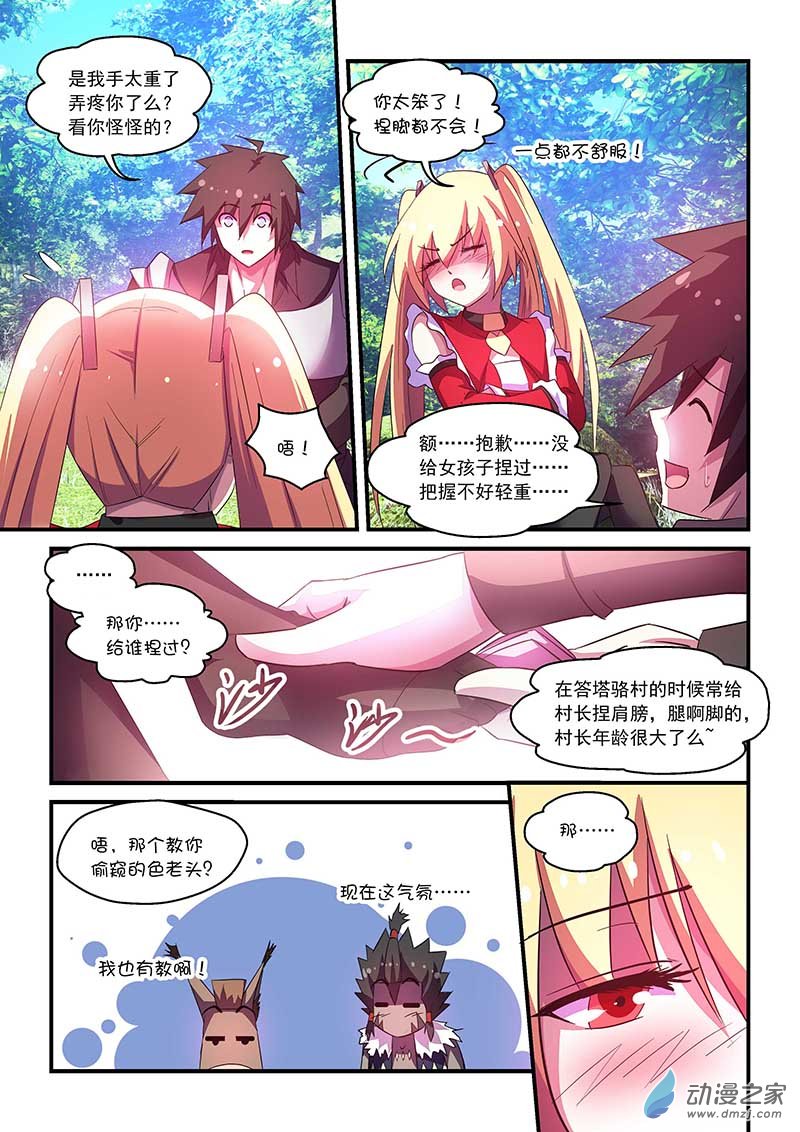 是我手太重了
弄疼你了么？
看你怪怪的？
唔！
你太笨了！
捏脚都不会！
一点都不舒服！
额……抱歉……没
给女孩子捏过……
把握不好轻重……
……
那你……
给谁捏过？
沙沙
沙沙
在答塔骆村的时候常给
村长捏肩膀，腿啊脚的，
村长年龄很大了么~
唔，那个教你
偷窥的色老头？
我也有教啊！
现在这气氛……
那……
动漫之家
www.dmzj.com